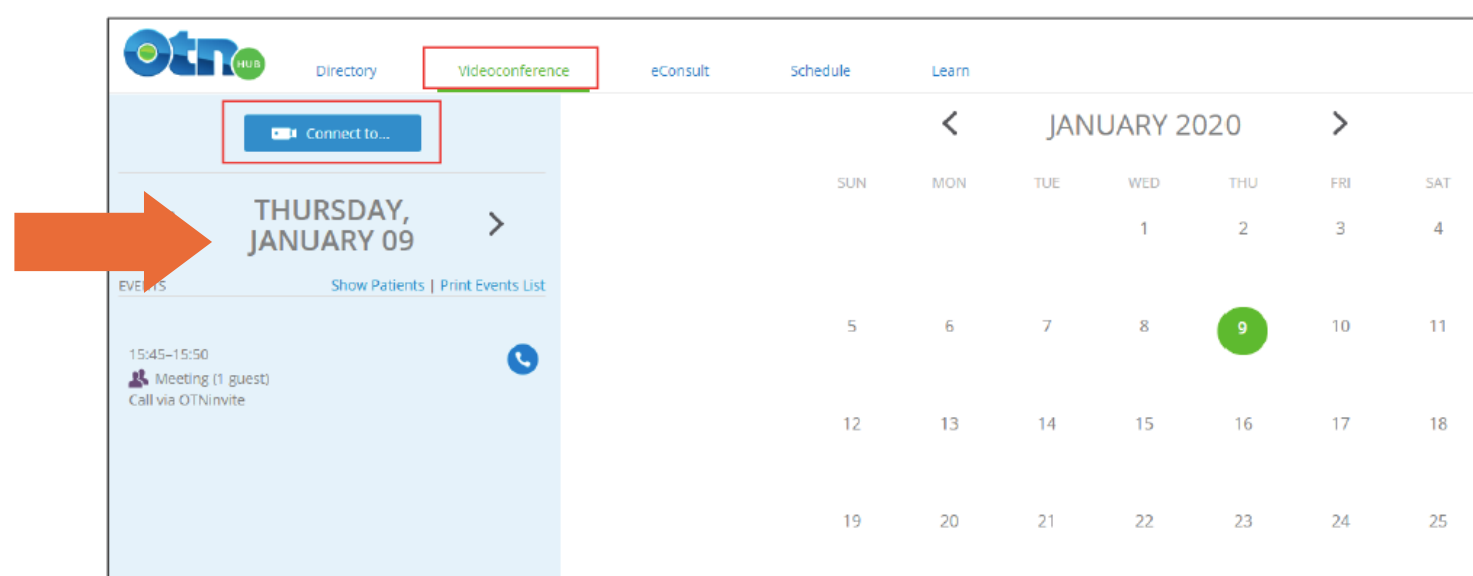 otn HUB
Directory Videoconference eConsult Schedule Learn
Connect to...
THURSDAY,
JANUARY 09
EVENTS Show Patients | Print Events List
15:45–15:50
Meeting (1 guest)
Call via OTNinvite
JANUARY 2020
SUN MON TUE WED THU FRI SAT
1 2 3 4
5 6 7 8 9 10 11
12 13 14 15 16 17 18
19 20 21 22 23 24 25